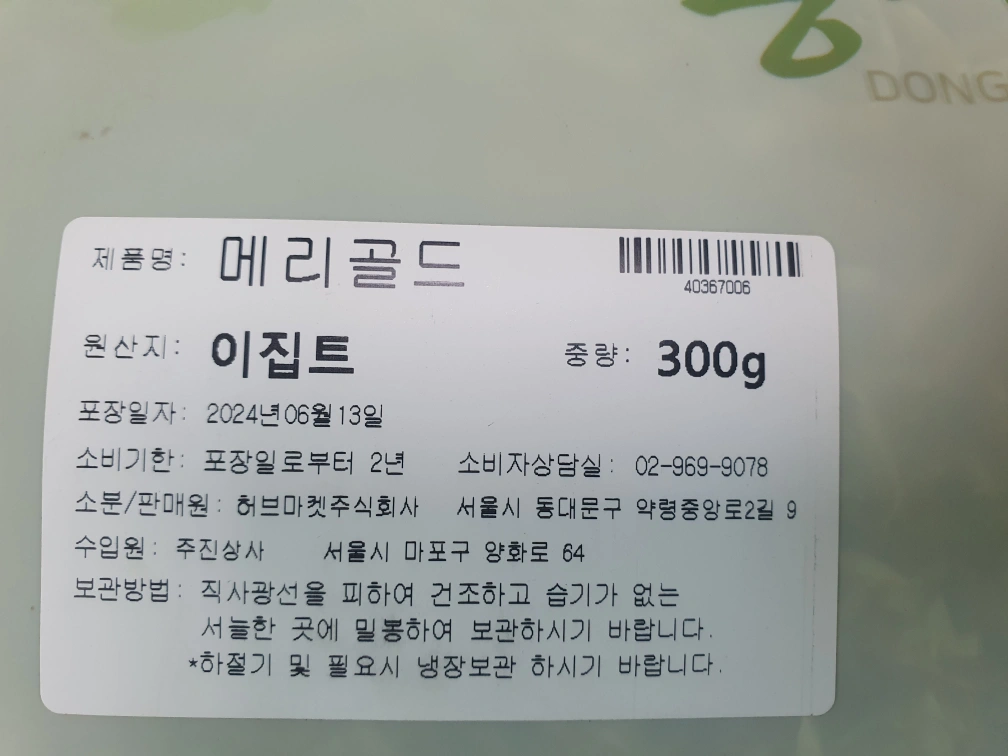 DONG
제품명: 메리골드
40367006
원산지: 이집트 중량: 300g
포장일자: 2024년06월13일
소비기한: 포장일로부터 2년 소비자상담실: 02-969-9078
소분/판매원: 허브마켓주식회사 서울시 동대문구 약령중앙로2길 9
수입원: 주진상사 서울시 마포구 양화로 64
보관방법: 직사광선을 피하여 건조하고 습기가 없는
서늘한 곳에 밀봉하여 보관하시기 바랍니다.
*하절기 및 필요시 냉장보관 하시기 바랍니다.